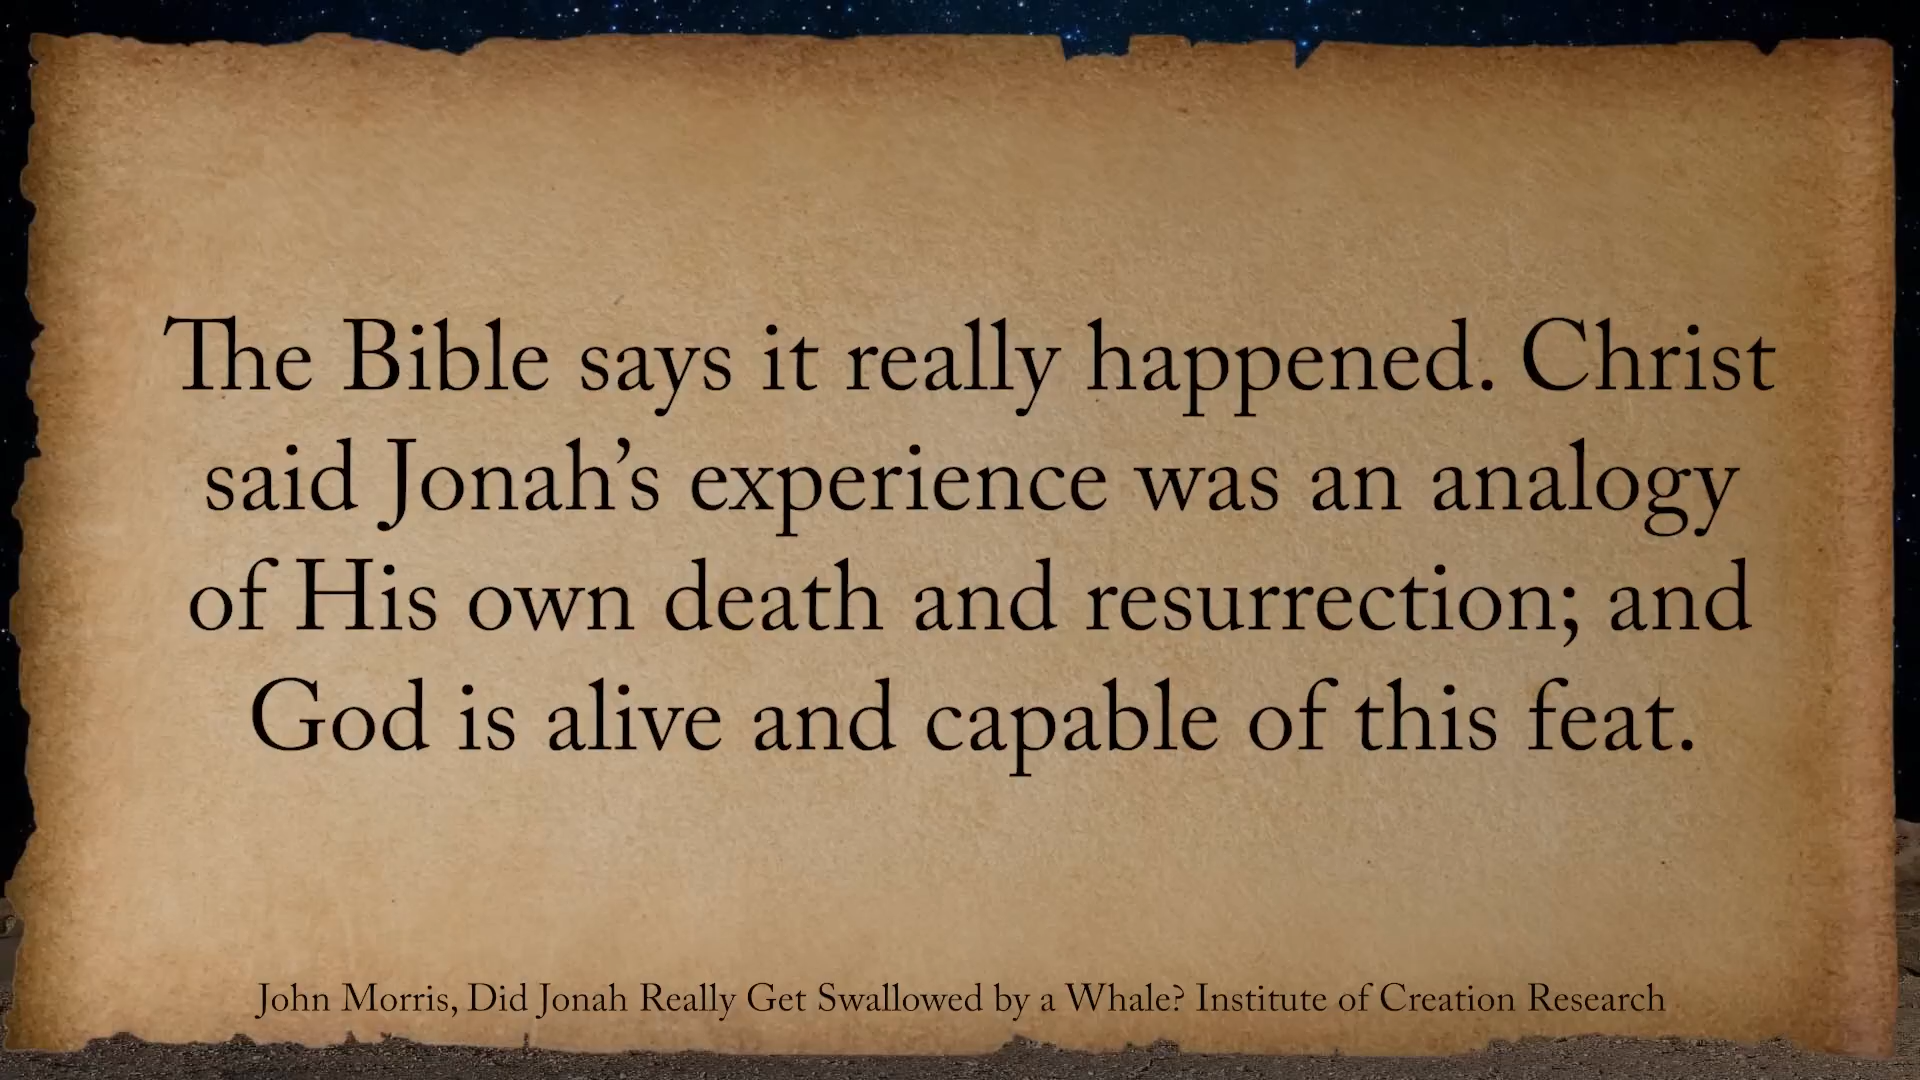 The Bible says it really happened. Christ
said Jonah’s experience was an analogy
of His own death and resurrection; and
God is alive and capable of this feat.
John Morris, Did Jonah Really Get Swallowed by a Whale? Institute of Creation Research